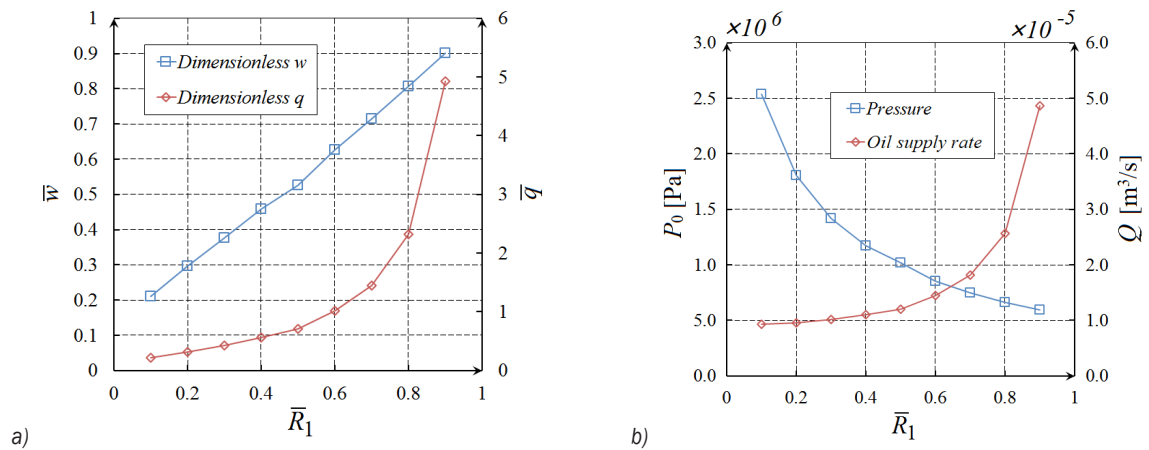 1 6
0.9
0.8 5
0.7
0.6 4
0.5 3
0.4
0.3 2
0.2
0.1 1
0 0
0 0.2 0.4 0.6 0.8 1
w̅
q̅
R̅1
Dimensionless w
Dimensionless q
a)
×10 6 ×10 -5
3.0 6.0
2.5 5.0
2.0 4.0
1.5 3.0
1.0 2.0
5.0 1.0
0.0 0.0
0 0.2 0.4 0.6 0.8 1
P0 [Pa]
Q [m3/s]
R̅1
Pressure
Oil supply rate
b)